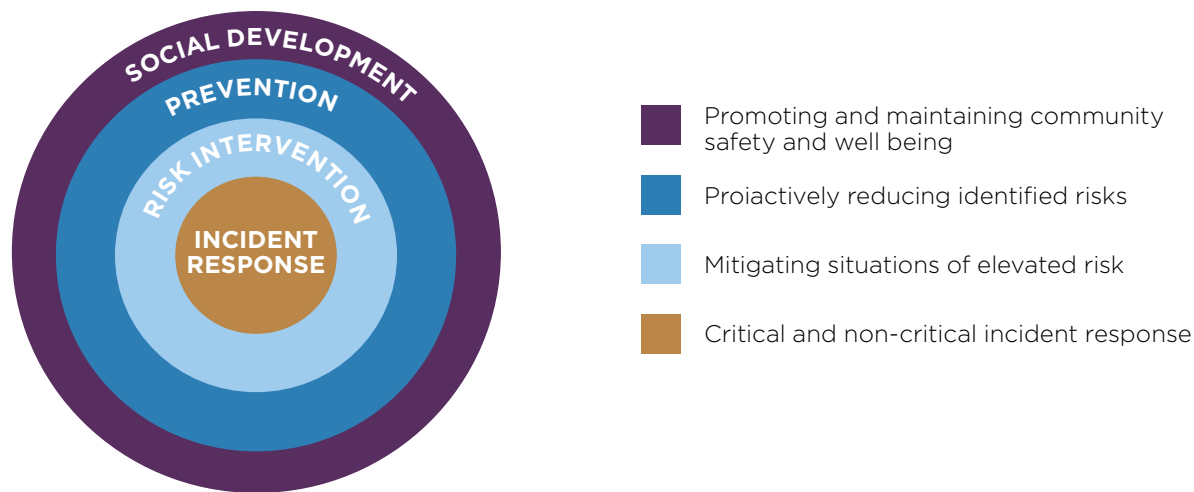 SOCIAL DEVELOPMENT
PREVENTION
RISK INTERVENTION
INCIDENT
RESPONSE
Promoting and maintaining community
safety and well being
Proiactively reducing identified risks
Mitigating situations of elevated risk
Critical and non-critical incident response